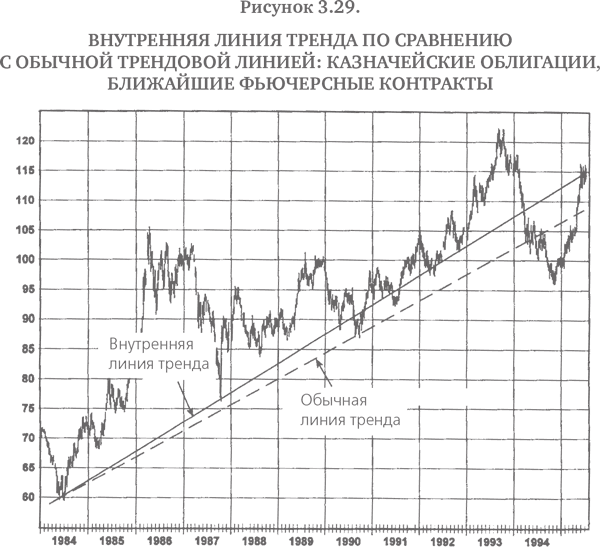 Рисунок 3.29.
ВНУТРЕННЯЯ ЛИНИЯ ТРЕНДА ПО СРАВНЕНИЮ
С ОБЫЧНОЙ ТРЕНДОВОЙ ЛИНИЕЙ: КАЗНАЧЕЙСКИЕ ОБЛИГАЦИИ,
БЛИЖАЙШИЕ ФЬЮЧЕРСНЫЕ КОНТРАКТЫ
120
115
110
105
100
95
90
85
80
75
70
65
60
Внутренняя
линия тренда
Обычная
линия тренда
1984 1985 1986 1987 1988 1989 1990 1991 1992 1993 1994